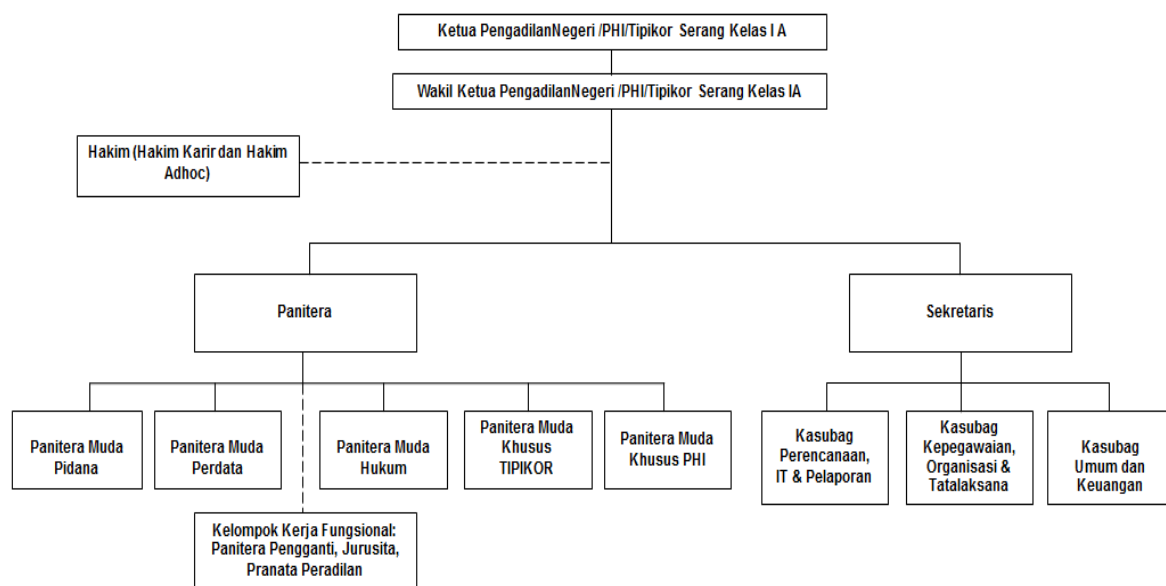 Ketua PengadilanNegeri /PHI/Tipikor Serang Kelas I A
Wakil Ketua PengadilanNegeri /PHI/Tipikor Serang Kelas IA
Hakim (Hakim Karir dan Hakim
Adhoc)
Panitera
Sekretaris
Panitera Muda
Pidana
Panitera Muda
Perdata
Panitera Muda
Hukum
Panitera Muda
Khusus
TIPIKOR
Panitera Muda
Khusus PHI
Kasubag
Perencanaan,
IT & Pelaporan
Kasubag
Kepegawaian,
Organisasi &
Tatalaksana
Kasubag
Umum dan
Keuangan
Kelompok Kerja Fungsional:
Panitera Pengganti, Jurusita,
Pranata Peradilan